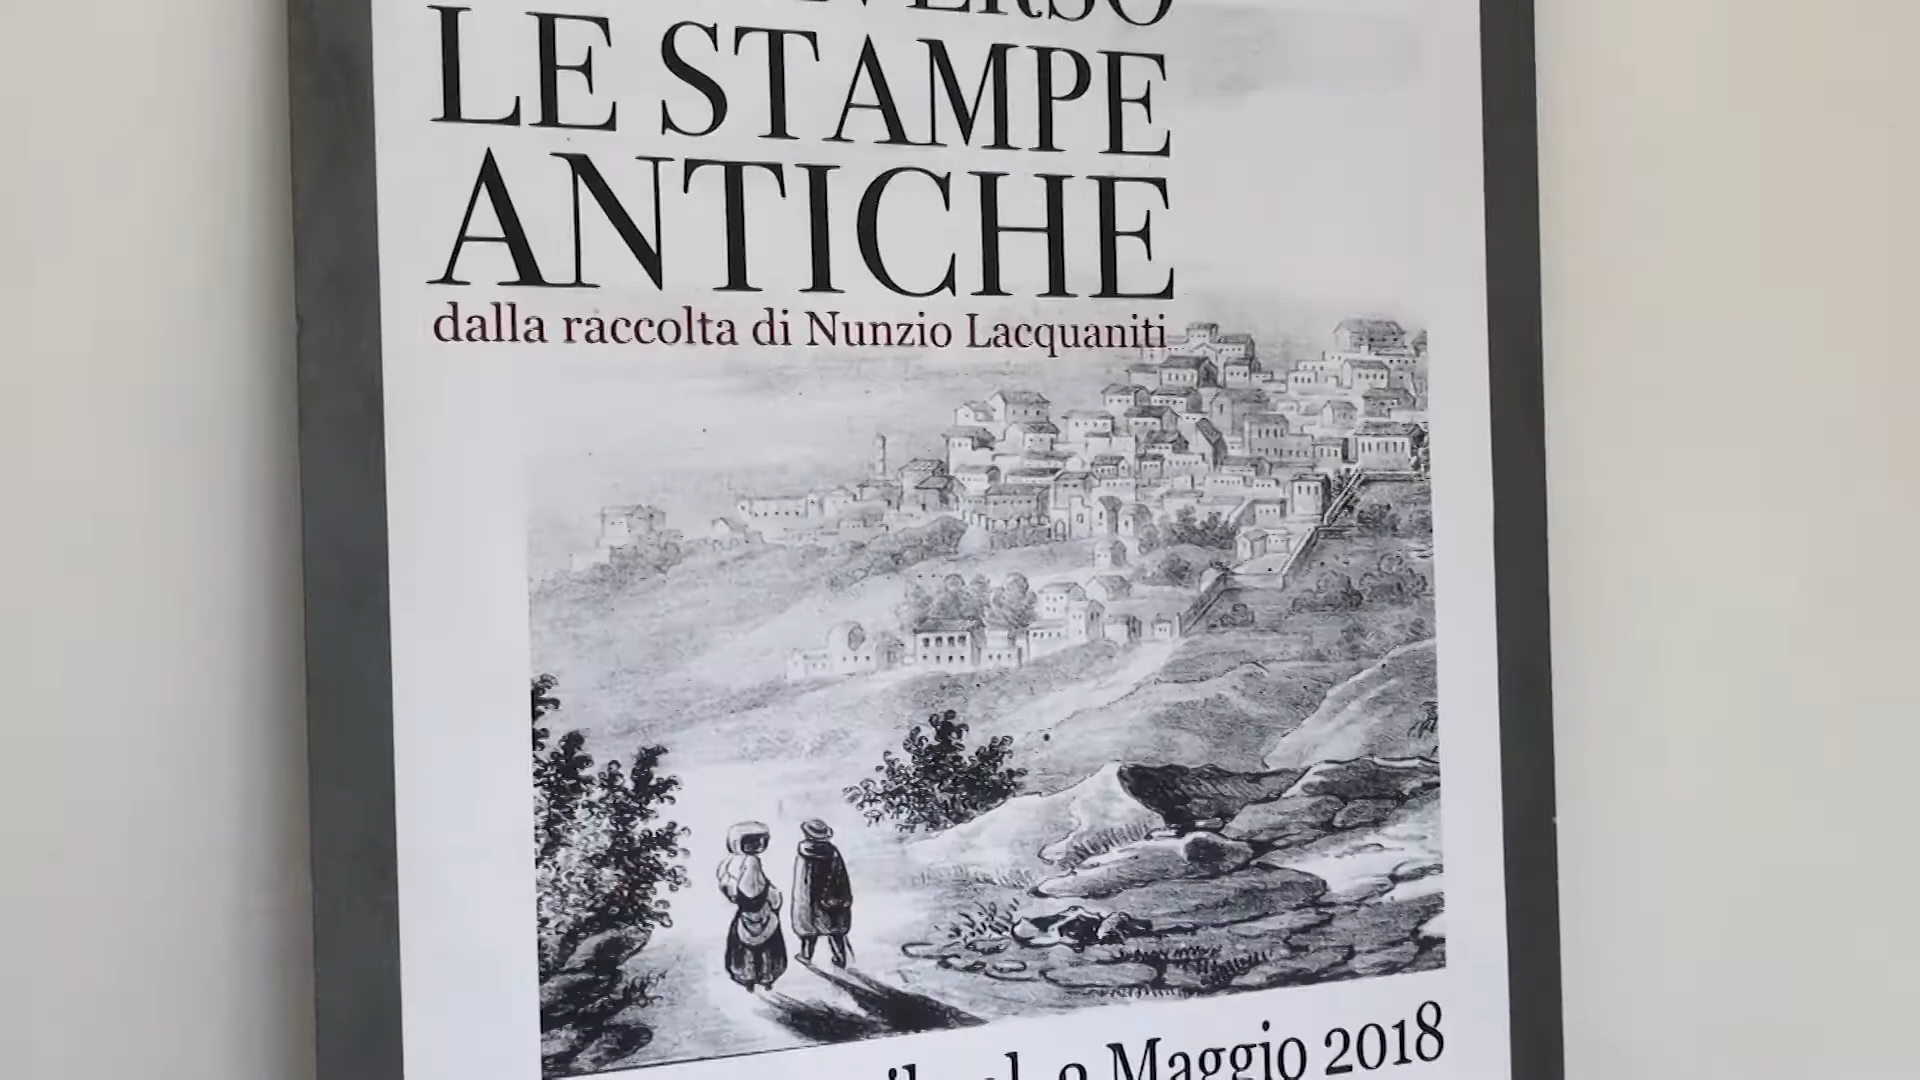 LE STAMPE
ANTICHE
dalla raccolta di Nunzio Lacquaniti
Maggio 2018